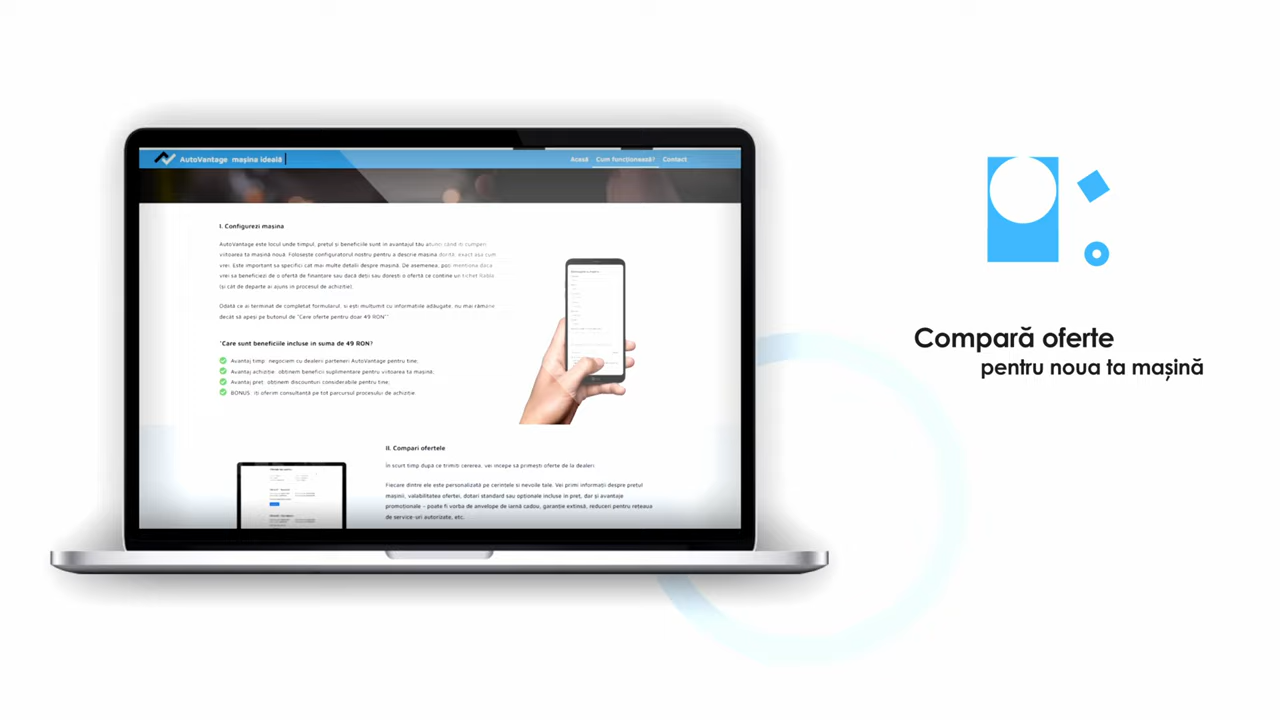 AutoVantage mașina ideală
Acasă Cum funcționează? Contact
I. Configurezi mașina
AutoVantage este locul unde timpul, prețul și beneficiile sunt în avantajul tău atunci când îți cumperi
viitoarea ta mașină nouă. Folosește configuratorul nostru pentru a descrie mașina dorită, exact așa cum
vrei. Este important sa specifici cât mai multe detalii despre mașină. De asemenea, poți menționa dacă
vrei sa beneficiezi de o ofertă de finanțare sau dacă deții sau dorești o ofertă ce conține un tichet Rabla
(și cât de departe ai ajuns in procesul de achiziție).
Odată ce ai terminat de completat formularul, si ești mulțumit cu informațiile adăugate, nu mai rămâne
decât să apeși pe butonul de "Cere oferte pentru doar 49 RON"*
*Care sunt beneficiile incluse in suma de 49 RON?
Avantaj timp: negociem cu dealerii parteneri AutoVantage pentru tine;
Avantaj achiziție: obținem beneficii suplimentare pentru viitoarea ta mașină;
Avantaj preț: obținem discounturi considerabile pentru tine;
BONUS: iți oferim consultanță pe tot parcursul procesului de achiziție.
II. Compari ofertele
În scurt timp după ce trimiți cererea, vei începe să primești oferte de la dealeri.
Fiecare dintre ele este personalizată pe cerințele si nevoile tale. Vei primi informații despre prețul
mașinii, valabilitatea ofertei, dotari standard sau opționale incluse in preț, dar și avantaje
promoționale - poate fi vorba de anvelope de iarnă cadou, garanție extinsă, reduceri pentru rețeaua
de service-uri autorizate, etc.
Compară oferte
pentru noua ta mașină